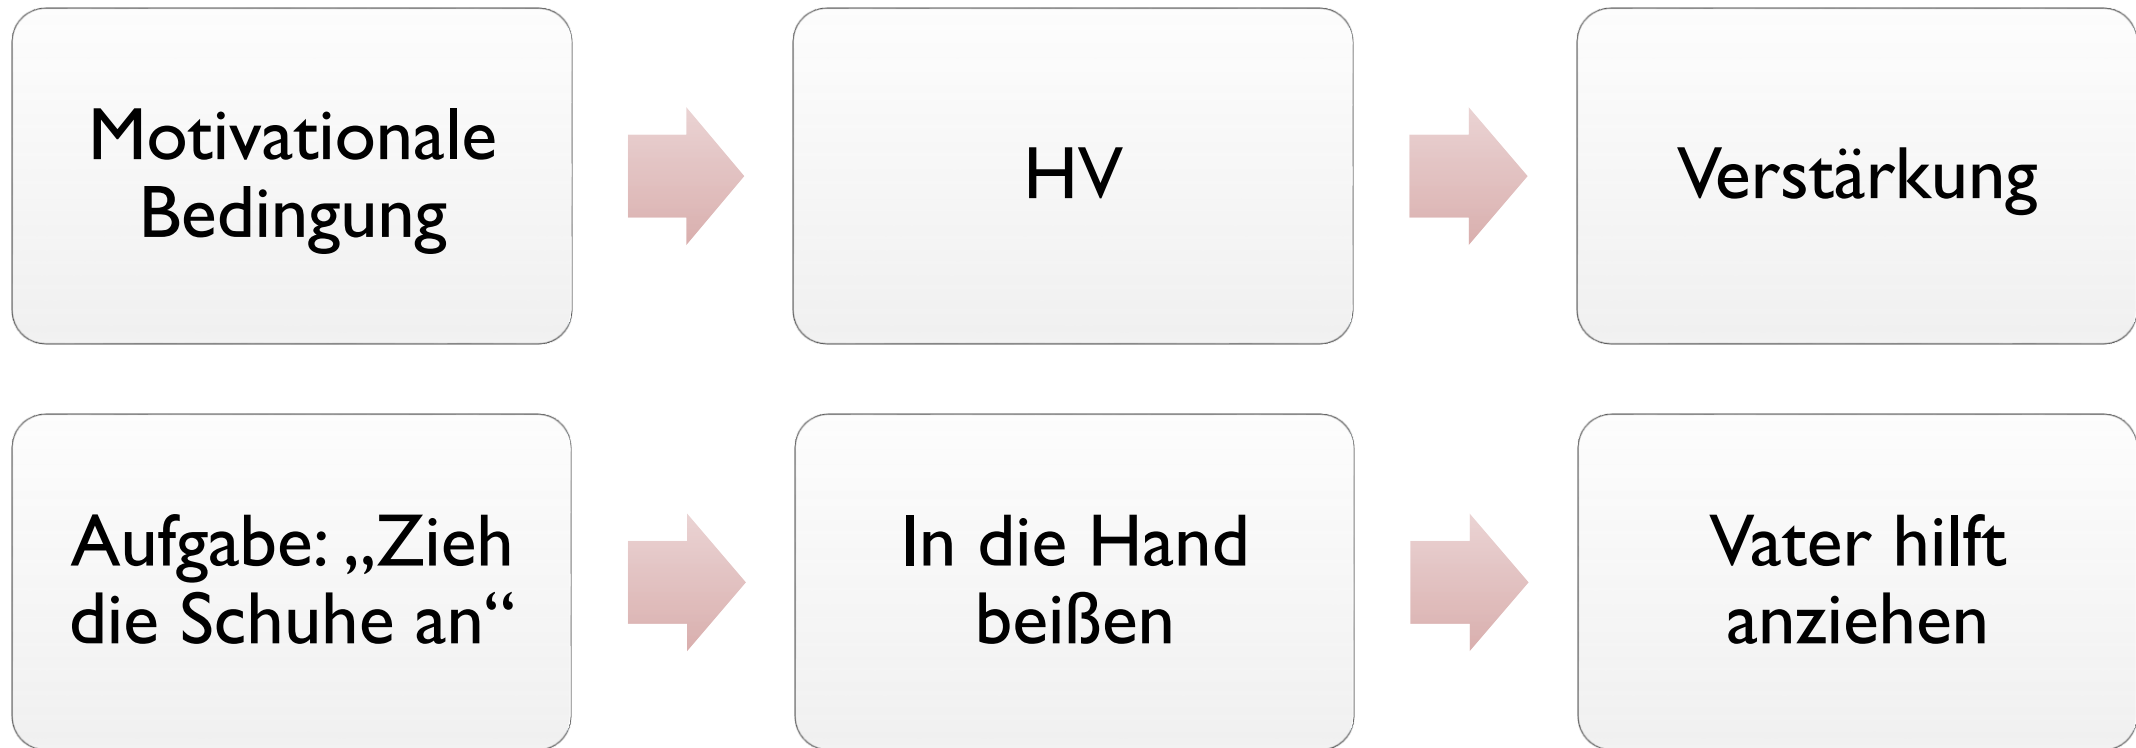 Motivationale
Bedingung
HV
Verstärkung
Aufgabe: „Zieh
die Schuhe an“
In die Hand
beißen
Vater hilft
anziehen